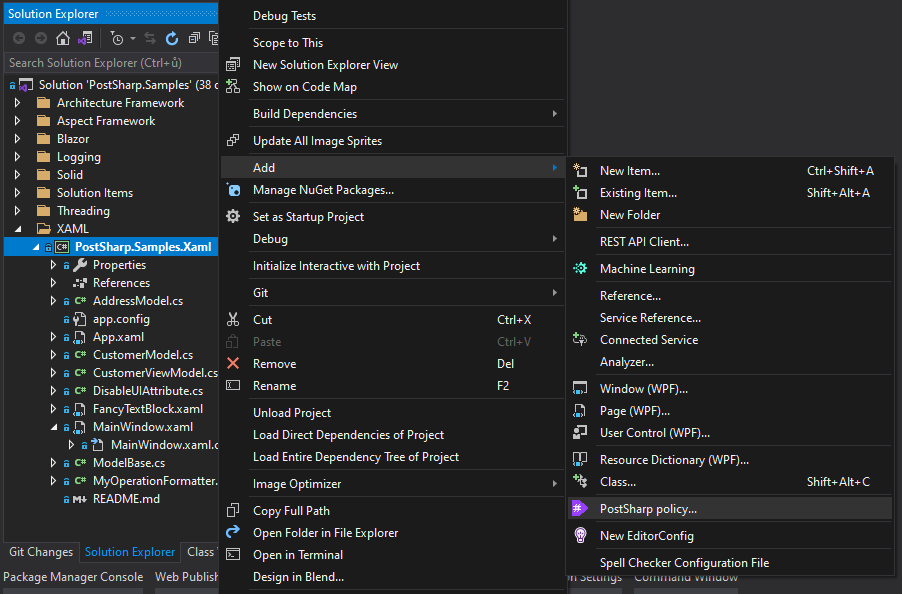 Solution Explorer
Search Solution Explorer (Ctrl+ů)
Solution 'PostSharp.Samples' (38 o
Architecture Framework
Aspect Framework
Blazor
Logging
Solid
Solution Items
Threading
XAML
C# PostSharp.Samples.Xaml
Properties
References
C# AddressModel.cs
app.config
App.xaml
C# CustomerModel.cs
C# CustomerViewModel.cs
C# DisableUIAttribute.cs
FancyTextBlock.xaml
MainWindow.xaml
MainWindow.xaml.c
C# ModelBase.cs
C# MyOperationFormatter.
M↓ README.md
Git Changes
Solution Explorer
Class
Package Manager Console
Web Publish
Debug Tests
Scope to This
New Solution Explorer View
Show on Code Map
Build Dependencies
Update All Image Sprites
Add
Manage NuGet Packages...
Set as Startup Project
Debug
Initialize Interactive with Project
Git
Cut Ctrl+X
Paste Ctrl+V
Remove Del
Rename F2
Unload Project
Load Direct Dependencies of Project
Load Entire Dependency Tree of Project
Image Optimizer
Copy Full Path
Open Folder in File Explorer
Open in Terminal
Design in Blend...
New Item... Ctrl+Shift+A
Existing Item... Shift+Alt+A
New Folder
REST API Client...
Machine Learning
Reference...
Service Reference...
Connected Service
Analyzer...
Window (WPF)...
Page (WPF)...
User Control (WPF)...
Resource Dictionary (WPF)...
Class... Shift+Alt+C
# PostSharp policy...
New EditorConfig
Spell Checker Configuration File
on Settings
Command Window